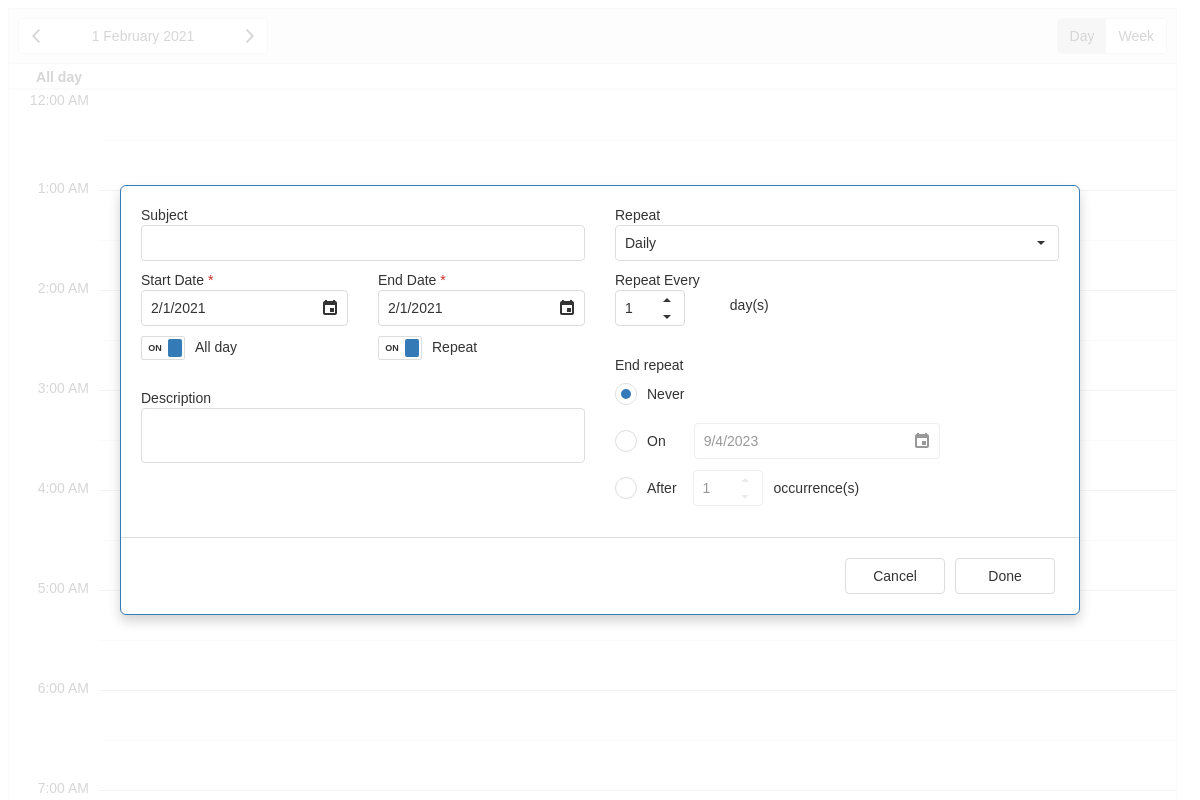 1 February 2021
Day
Week
All day
12:00 AM
1:00 AM
2:00 AM
3:00 AM
4:00 AM
5:00 AM
6:00 AM
7:00 AM
Subject
Start Date *
End Date *
2/1/2021
2/1/2021
ON All day
ON Repeat
Description
Repeat
Daily
Repeat Every
1 day(s)
End repeat
Never
On 9/4/2023
After 1 occurrence(s)
Cancel
Done